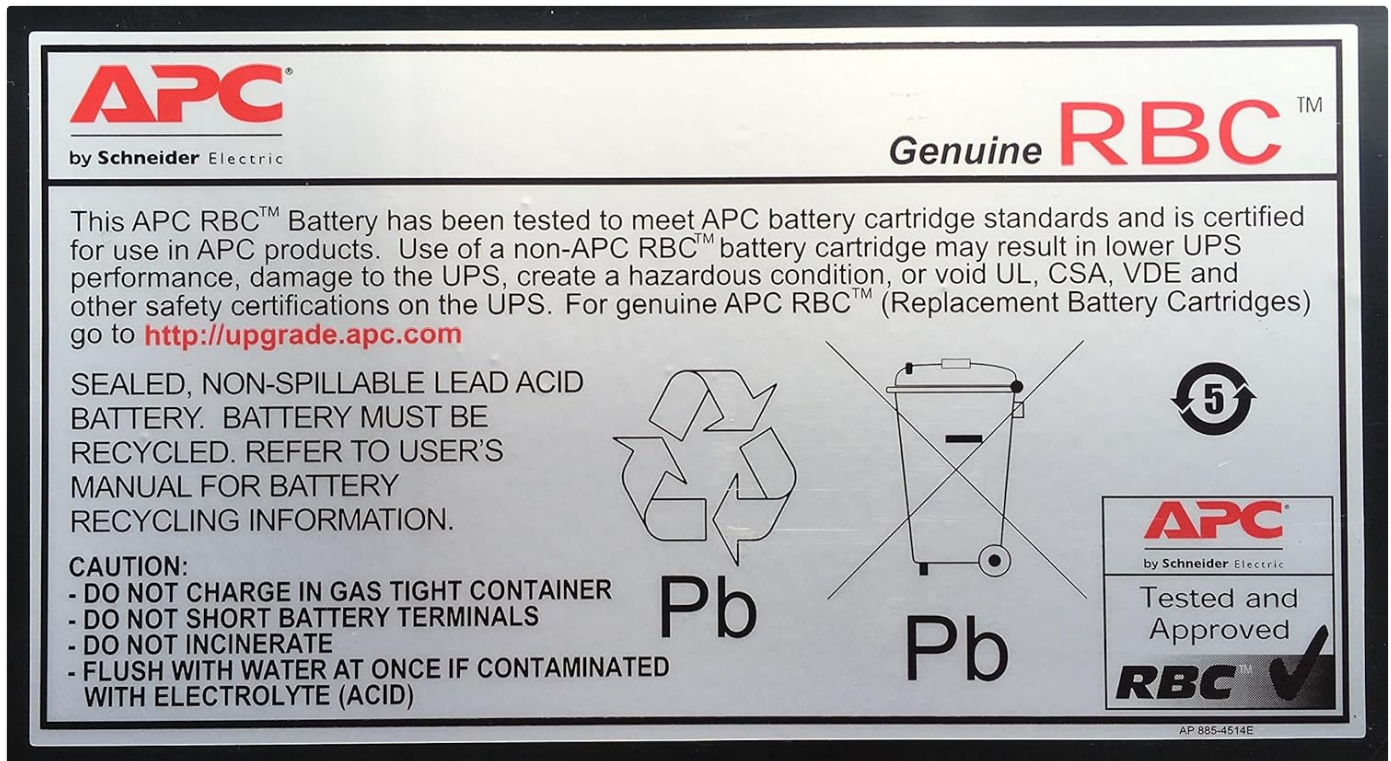 APC®
by Schneider Electric
Genuine RBC™
This APC RBC™ Battery has been tested to meet APC battery cartridge standards and is certified
for use in APC products. Use of a non-APC RBC™ battery cartridge may result in lower UPS
performance, damage to the UPS, create a hazardous condition, or void UL, CSA, VDE and
other safety certifications on the UPS. For genuine APC RBC™ (Replacement Battery Cartridges)
go to http://upgrade.apc.com
SEALED, NON-SPILLABLE LEAD ACID
BATTERY. BATTERY MUST BE
RECYCLED. REFER TO USER'S
MANUAL FOR BATTERY
RECYCLING INFORMATION.
CAUTION:
- DO NOT CHARGE IN GAS TIGHT CONTAINER
- DO NOT SHORT BATTERY TERMINALS
- DO NOT INCINERATE
- FLUSH WITH WATER AT ONCE IF CONTAMINATED
WITH ELECTROLYTE (ACID)
Pb
Pb
5
APC®
by Schneider Electric
Tested and
Approved
RBC™
AP 885-4514E